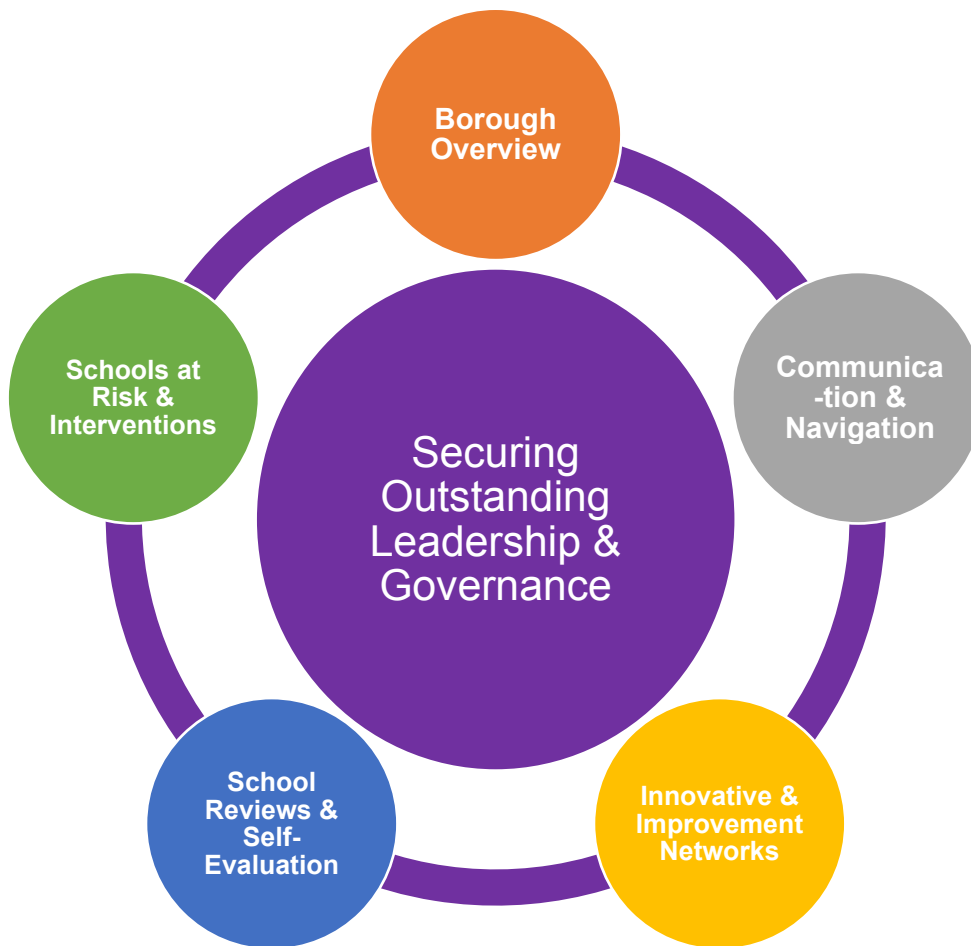 Borough
Overview
Schools at
Risk &
Interventions
Communica
-tion &
Navigation
Securing
Outstanding
Leadership &
Governance
School
Reviews &
Self-
Evaluation
Innovative &
Improvement
Networks